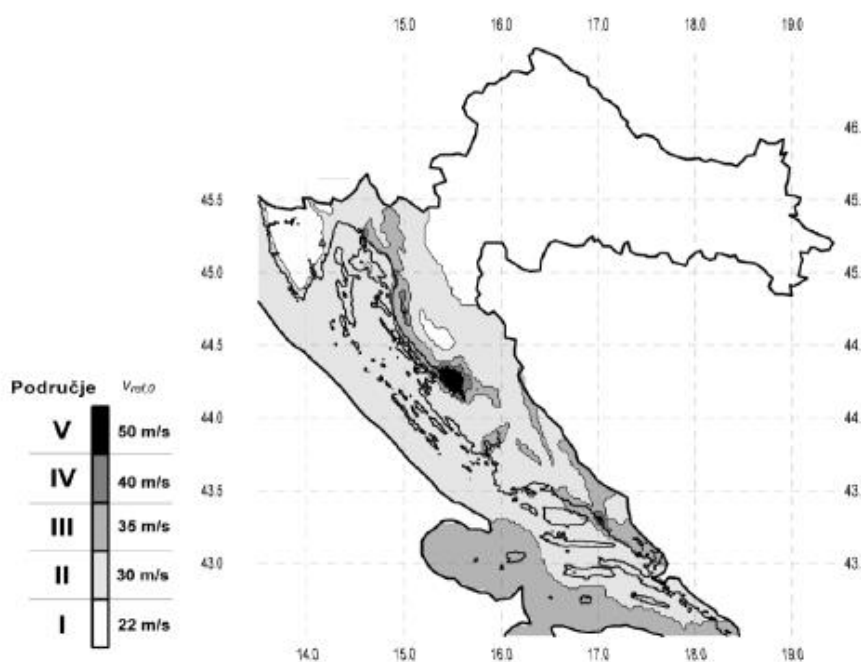 15.0 16.0 17.0 18.0 19.0
46.
45.5 45.
45.0 45.
44.5 44.
Područje
V 50 m/s
44.0 44.
IV 40 m/s
43.5 43.
III 35 m/s
43.0 43.
II 30 m/s
I 22 m/s
14.0 15.0 16.0 17.0 18.0 19.0